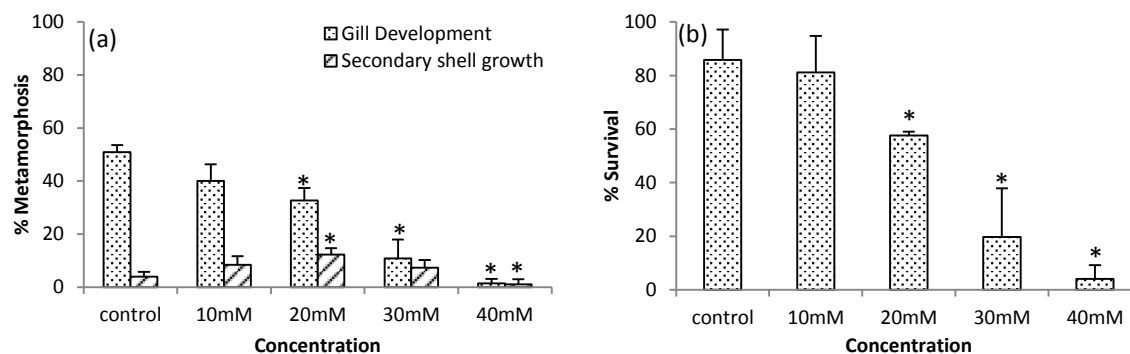 (a)
Gill Development
Secondary shell growth
% Metamorphosis
100
80
60
40
20
0
* * * * *
control 10mM 20mM 30mM 40mM
Concentration
(b)
% Survival
100
80
60
40
20
0
* * *
control 10mM 20mM 30mM 40mM
Concentration